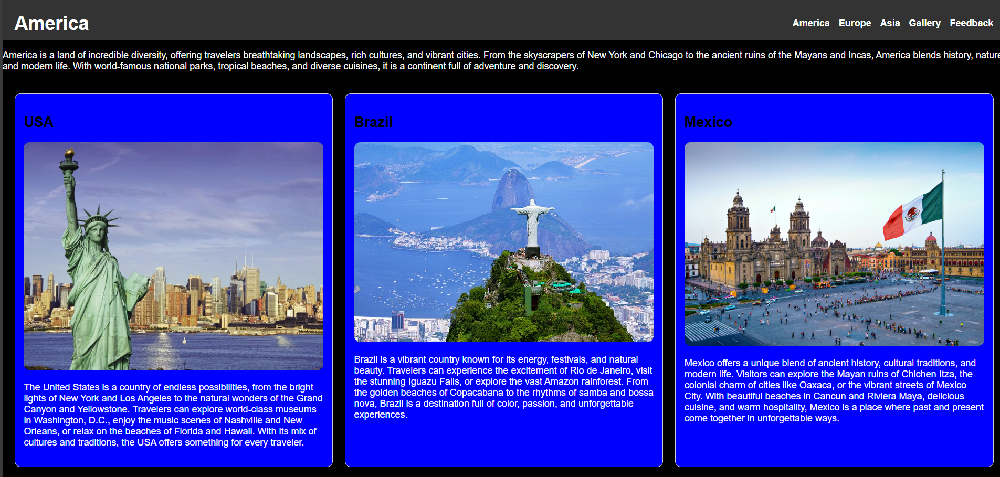 America
America Europe Asia Gallery Feedback
America is a land of incredible diversity, offering travelers breathtaking landscapes, rich cultures, and vibrant cities. From the skyscrapers of New York and Chicago to the ancient ruins of the Mayans and Incas, America blends history, nature
and modern life. With world-famous national parks, tropical beaches, and diverse cuisines, it is a continent full of adventure and discovery.
USA
The United States is a country of endless possibilities, from the bright
lights of New York and Los Angeles to the natural wonders of the Grand
Canyon and Yellowstone. Travelers can explore world-class museums
in Washington, D.C., enjoy the music scenes of Nashville and New
Orleans, or relax on the beaches of Florida and Hawaii. With its mix of
cultures and traditions, the USA offers something for every traveler.
Brazil
Brazil is a vibrant country known for its energy, festivals, and natural
beauty. Travelers can experience the excitement of Rio de Janeiro, visit
the stunning Iguazu Falls, or explore the vast Amazon rainforest. From
the golden beaches of Copacabana to the rhythms of samba and bossa
nova, Brazil is a destination full of color, passion, and unforgettable
experiences.
Mexico
Mexico offers a unique blend of ancient history, cultural traditions, and
modern life. Visitors can explore the Mayan ruins of Chichen Itza, the
colonial charm of cities like Oaxaca, or the vibrant streets of Mexico
City. With beautiful beaches in Cancun and Riviera Maya, delicious
cuisine, and warm hospitality, Mexico is a place where past and present
come together in unforgettable ways.